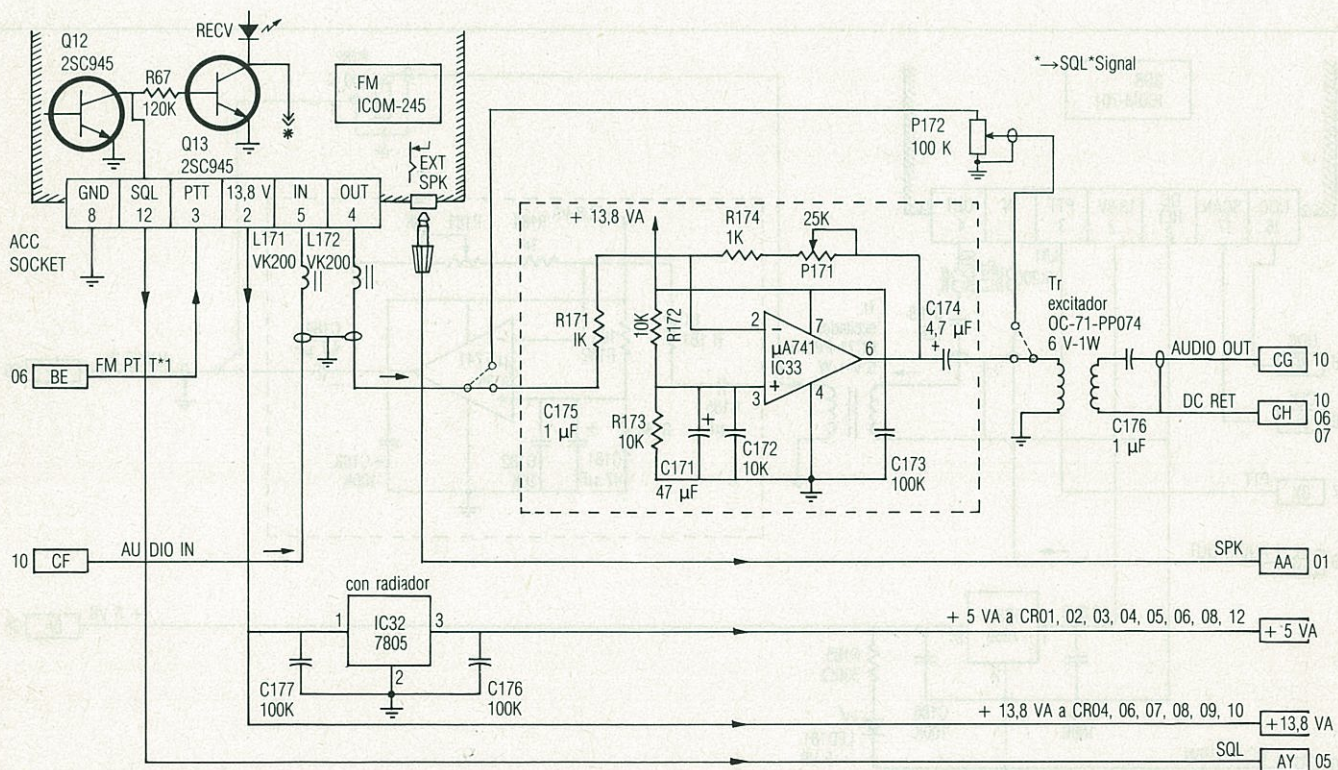 RECV
Q12
2SC945
R67
120K
Q13
2SC945
*
FM
ICOM-245
EXT
SPK
*→SQL*Signal
GND
8
SQL
12
PTT
3
13,8 V
2
IN
5
OUT
4
ACC
SOCKET
L171
VK200
L172
VK200
P172
100 K
+ 13,8 VA
R174
1K
25K
P171
R171
1K
10K
R172
2
−
7
µA741
IC33
6
3
+
4
C174
4,7 µF
+
Tr
excitador
OC-71-PP074
6 V-1W
AUDIO OUT
CG
10
DC RET
CH
10
06
07
C176
1 µF
06
BE
FM PT T*1
C175
1 µF
R173
10K
+
C171
47 µF
C172
10K
C173
100K
10
CF
AU DIO IN
SPK
AA
01
con radiador
1
IC32
7805
3
2
C177
100K
C176
100K
+ 5 VA a CR01, 02, 03, 04, 05, 06, 08, 12
+ 5 VA
+ 13,8 VA a CR04, 06, 07, 08, 09, 10
+13,8 VA
SQL
AY
05